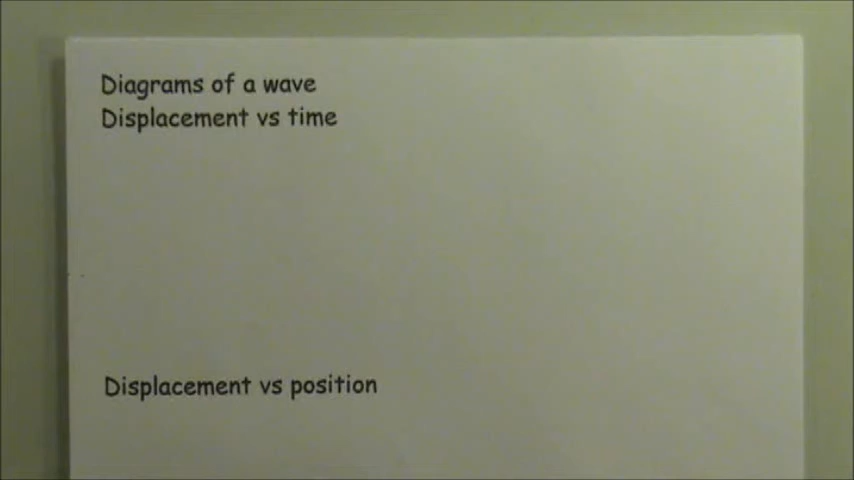 Diagrams of a wave
Displacement vs time
Displacement vs position